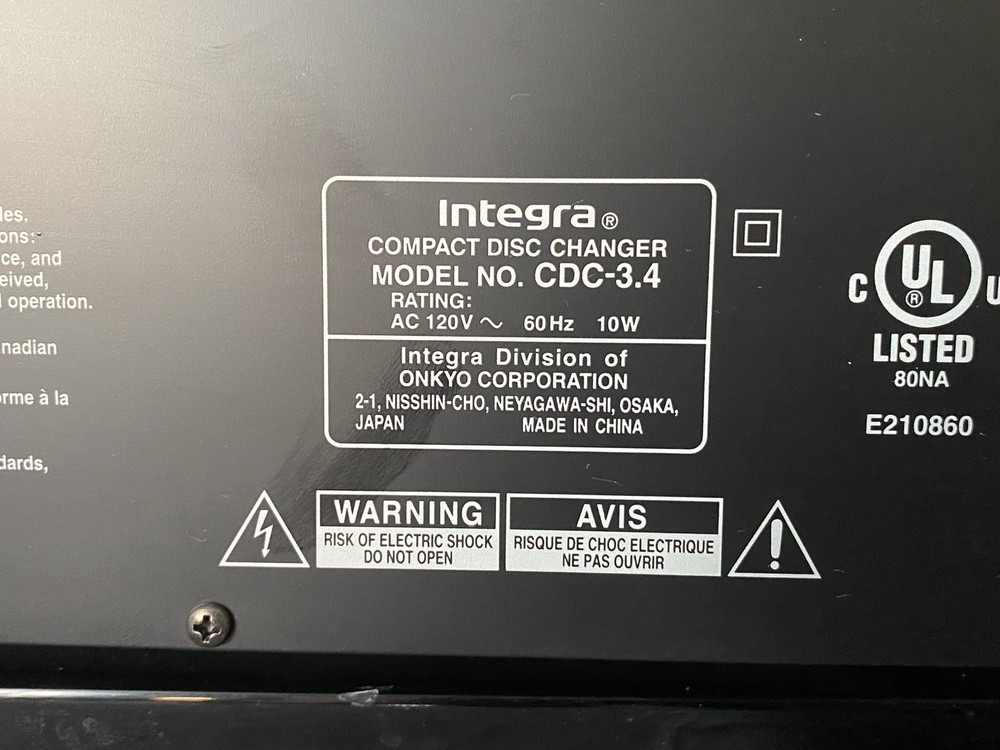 les.
ons:
ce, and
eived,
l operation.
nadian
orme à la
dards,
Integra®
COMPACT DISC CHANGER
MODEL NO. CDC-3.4
RATING:
AC 120V ~ 60Hz 10W
Integra Division of
ONKYO CORPORATION
2-1, NISSHIN-CHO, NEYAGAWA-SHI, OSAKA,
JAPAN MADE IN CHINA
C UL® U
LISTED
80NA
E210860
WARNING
RISK OF ELECTRIC SHOCK
DO NOT OPEN
AVIS
RISQUE DE CHOC ELECTRIQUE
NE PAS OUVRIR